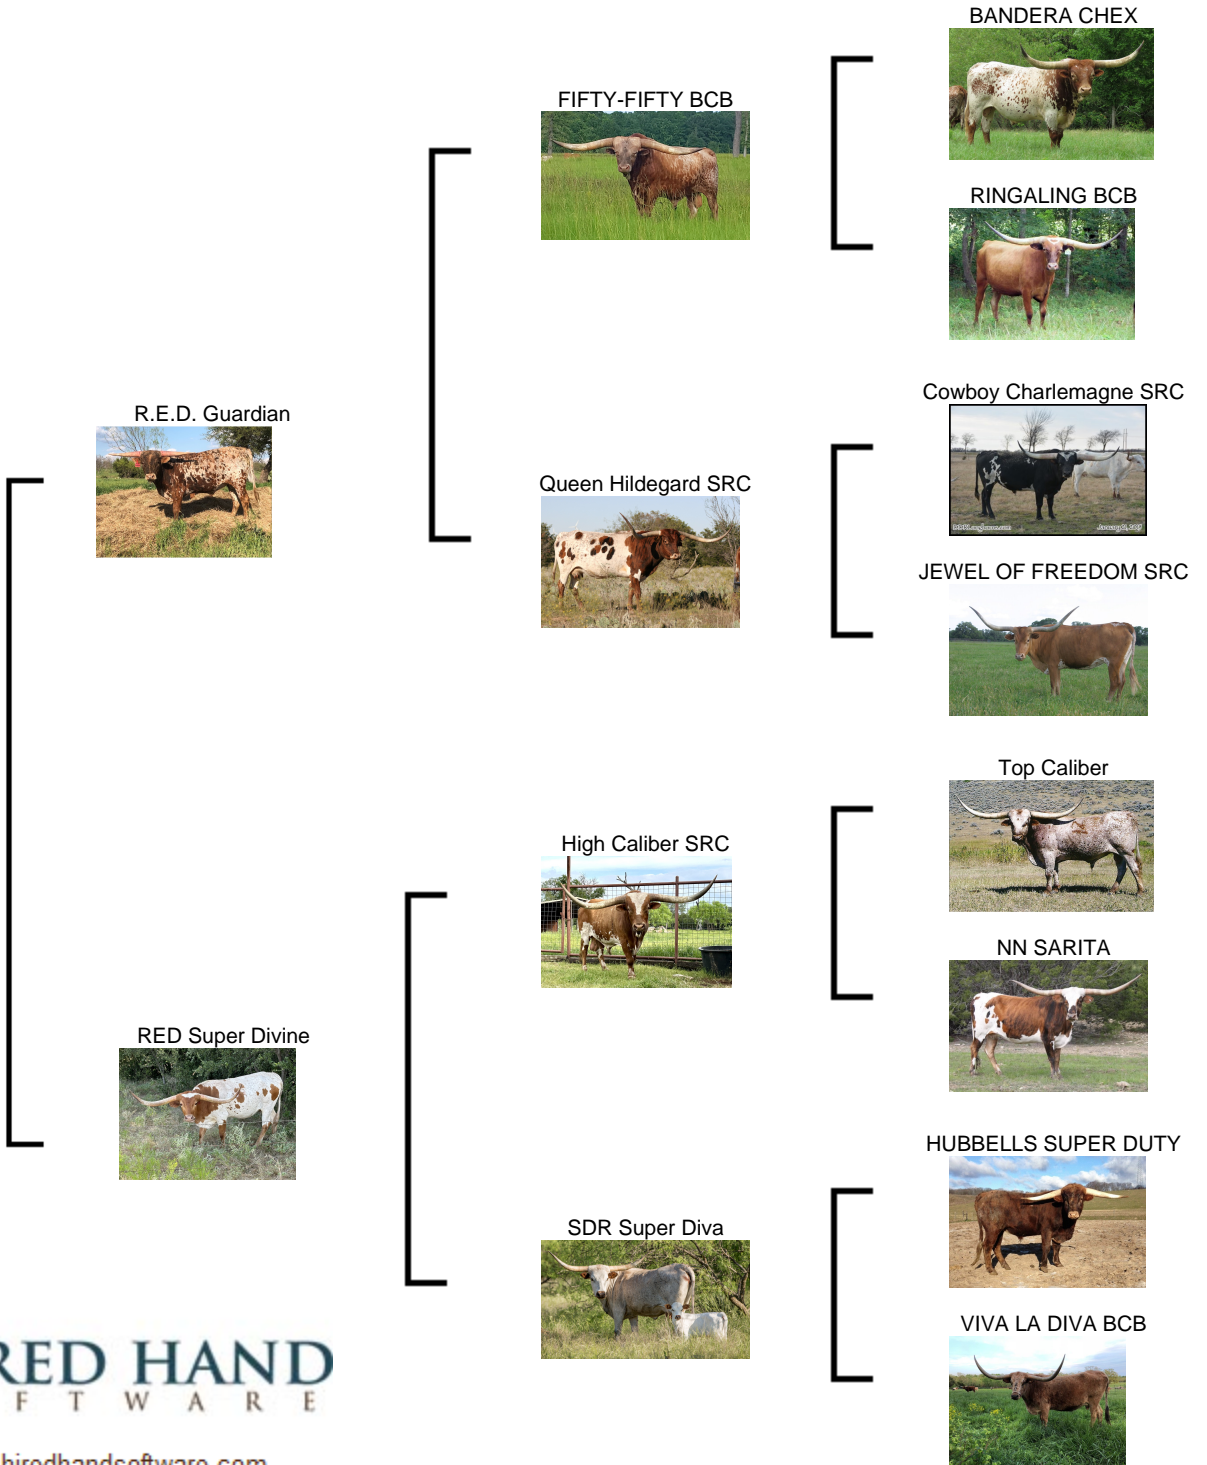 BANDERA CHEX
FIFTY-FIFTY BCB
RINGALING BCB
Cowboy Charlemagne SRC
R.E.D. Guardian
Queen Hildegard SRC
JEWEL OF FREEDOM SRC
Top Caliber
High Caliber SRC
NN SARITA
RED Super Divine
HUBBELLS SUPER DUTY
SDR Super Diva
VIVA LA DIVA BCB
RED HAND
F T W A R E
hiredhandsoftware.com